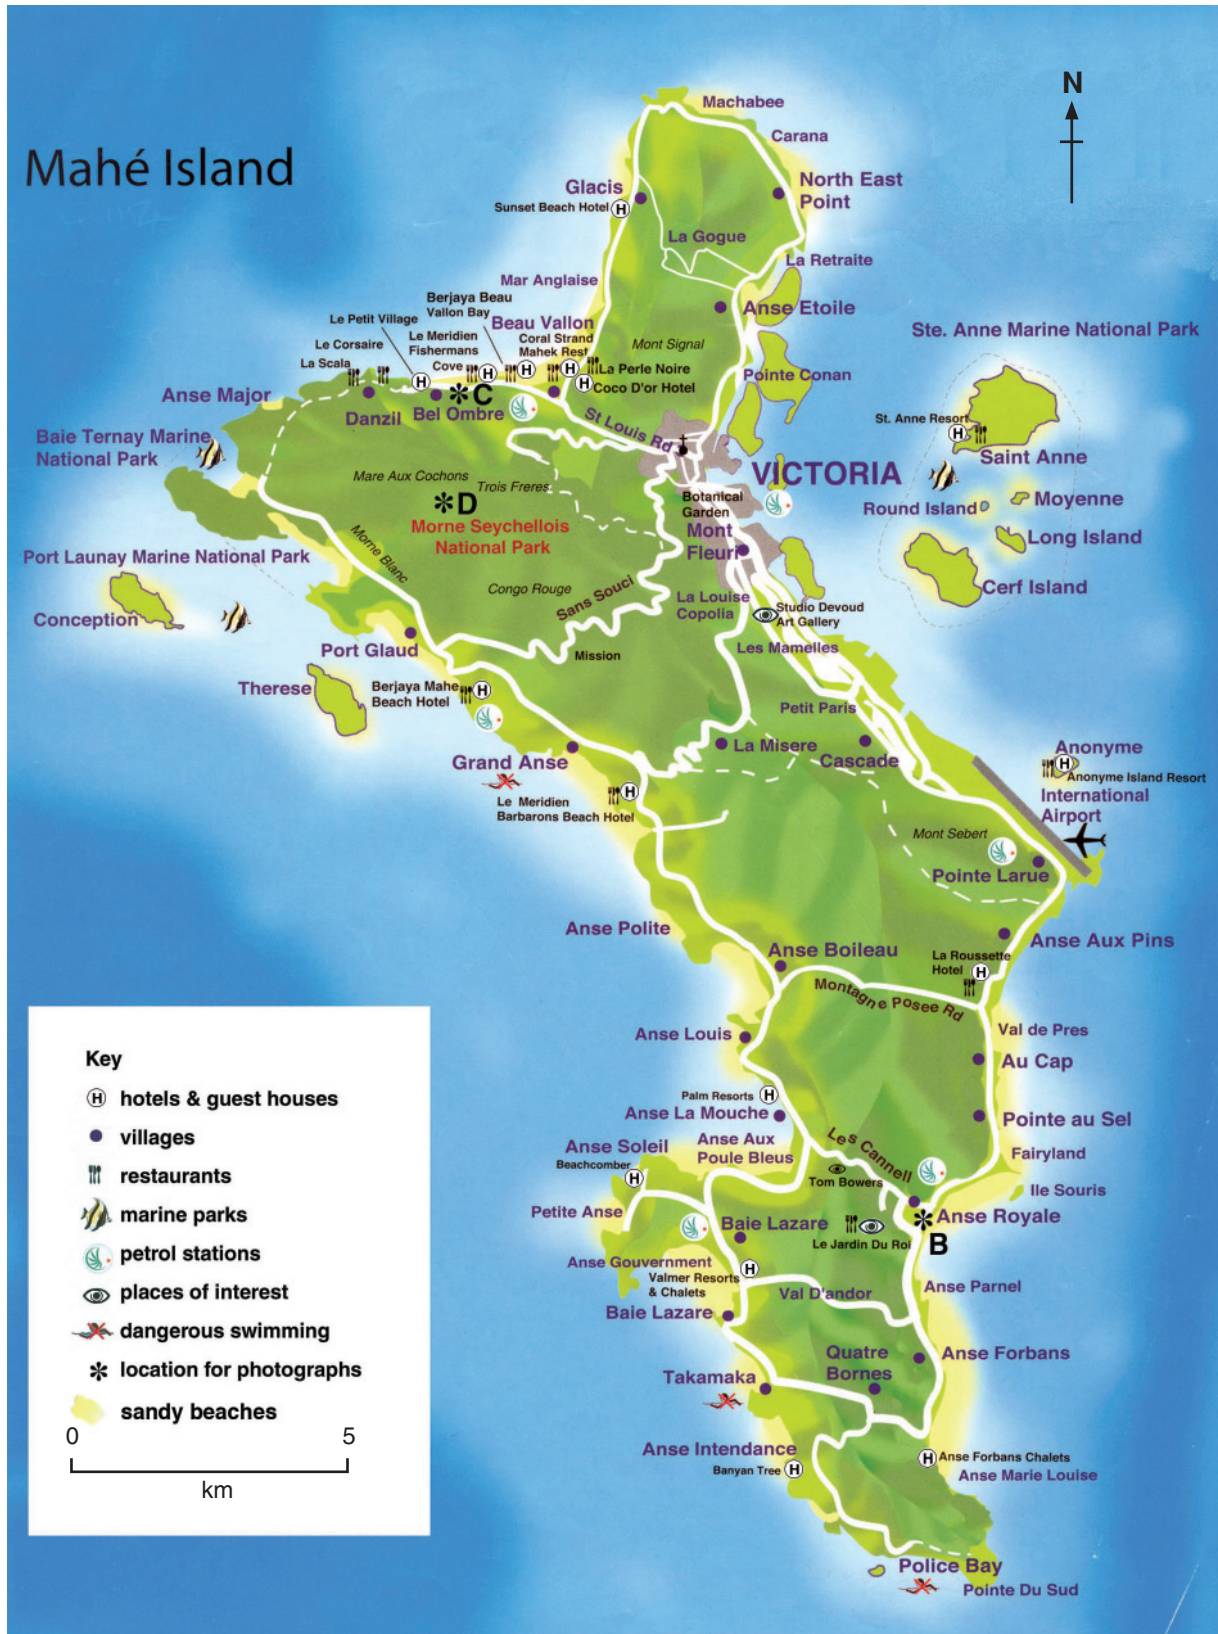 N
Mahé Island
Machabee
Carana
Glacis
Sunset Beach Hotel
H
North East
Point
La Gogue
La Retraite
Mar Anglaise
Anse Etoile
Berjaya Beau
Vallon Bay
Le Petit Village
Beau Vallon
Le Meridien
Fishermans
Cove
Coral Strand
Mahek Rest
Le Corsaire
La Scala
Mont Signal
La Perle Noire
Coco D'or Hotel
H
H
H
H
H
Ste. Anne Marine National Park
Pointe Conan
Anse Major
Danzil
Bel Ombre
C
St Louis Rd
St. Anne Resort
H
Saint Anne
Baie Ternay Marine
National Park
Mare Aux Cochons
Trois Freres
D
Morne Seychellois
National Park
VICTORIA
Botanical
Garden
Mont
Fleuri
Round Island
Moyenne
Long Island
Cerf Island
Port Launay Marine National Park
Morne Blanc
Conception
Congo Rouge
Sans Souci
La Louise
Copolia
Studio Devoud
Art Gallery
Les Mamelles
Port Glaud
Mission
Therese
Berjaya Mahe
Beach Hotel
H
Petit Paris
Grand Anse
La Misere
Cascade
Anonyme
H
Anonyme Island Resort
International
Airport
Le Meridien
Barbarons Beach Hotel
H
Mont Sebert
Pointe Larue
Anse Polite
Anse Boileau
Anse Aux Pins
La Roussette
Hotel
H
Montagne Posee Rd
Val de Pres
Anse Louis
Au Cap
Palm Resorts
H
Anse La Mouche
Pointe au Sel
Anse Soleil
Beachcomber
H
Anse Aux
Poule Bleus
Les Cannell
Tom Bowers
Fairyland
Ile Souris
Petite Anse
Baie Lazare
Le Jardin Du Roi
Anse Royale
B
Anse Gouvernment
Valmer Resorts
& Chalets
H
Val D'andor
Anse Parnel
Baie Lazare
Quatre
Bornes
Anse Forbans
Takamaka
Anse Intendance
Banyan Tree
H
H
Anse Forbans Chalets
Anse Marie Louise
Police Bay
Pointe Du Sud
Key
H hotels & guest houses
villages
restaurants
marine parks
petrol stations
places of interest
dangerous swimming
location for photographs
sandy beaches
0 5
km